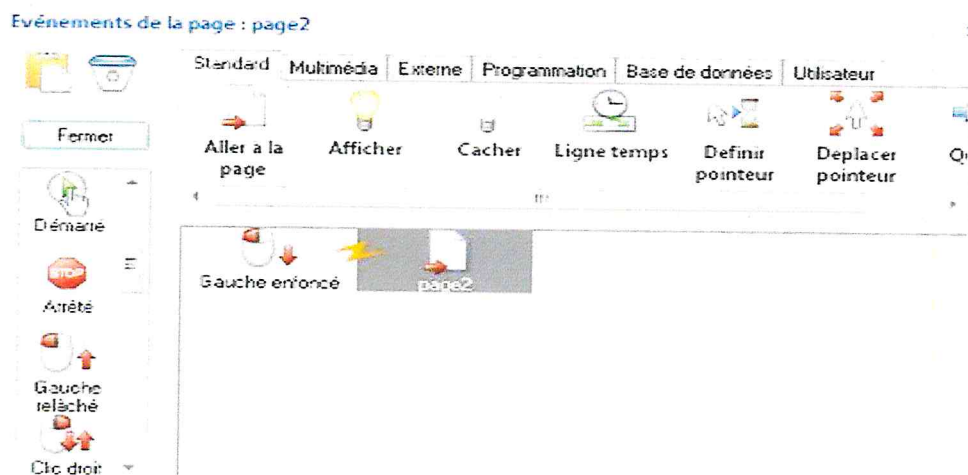 Evénements de la page : page2
Standard Multimédia Externe Programmation Base de données Utilisateur
Fermer
Aller a la page
Afficher
Cacher
Ligne temps
Definir pointeur
Deplacer pointeur
Démarré
STOP
Arrêté
Gauche relâché
Clic droit
Gauche enfoncé
page2